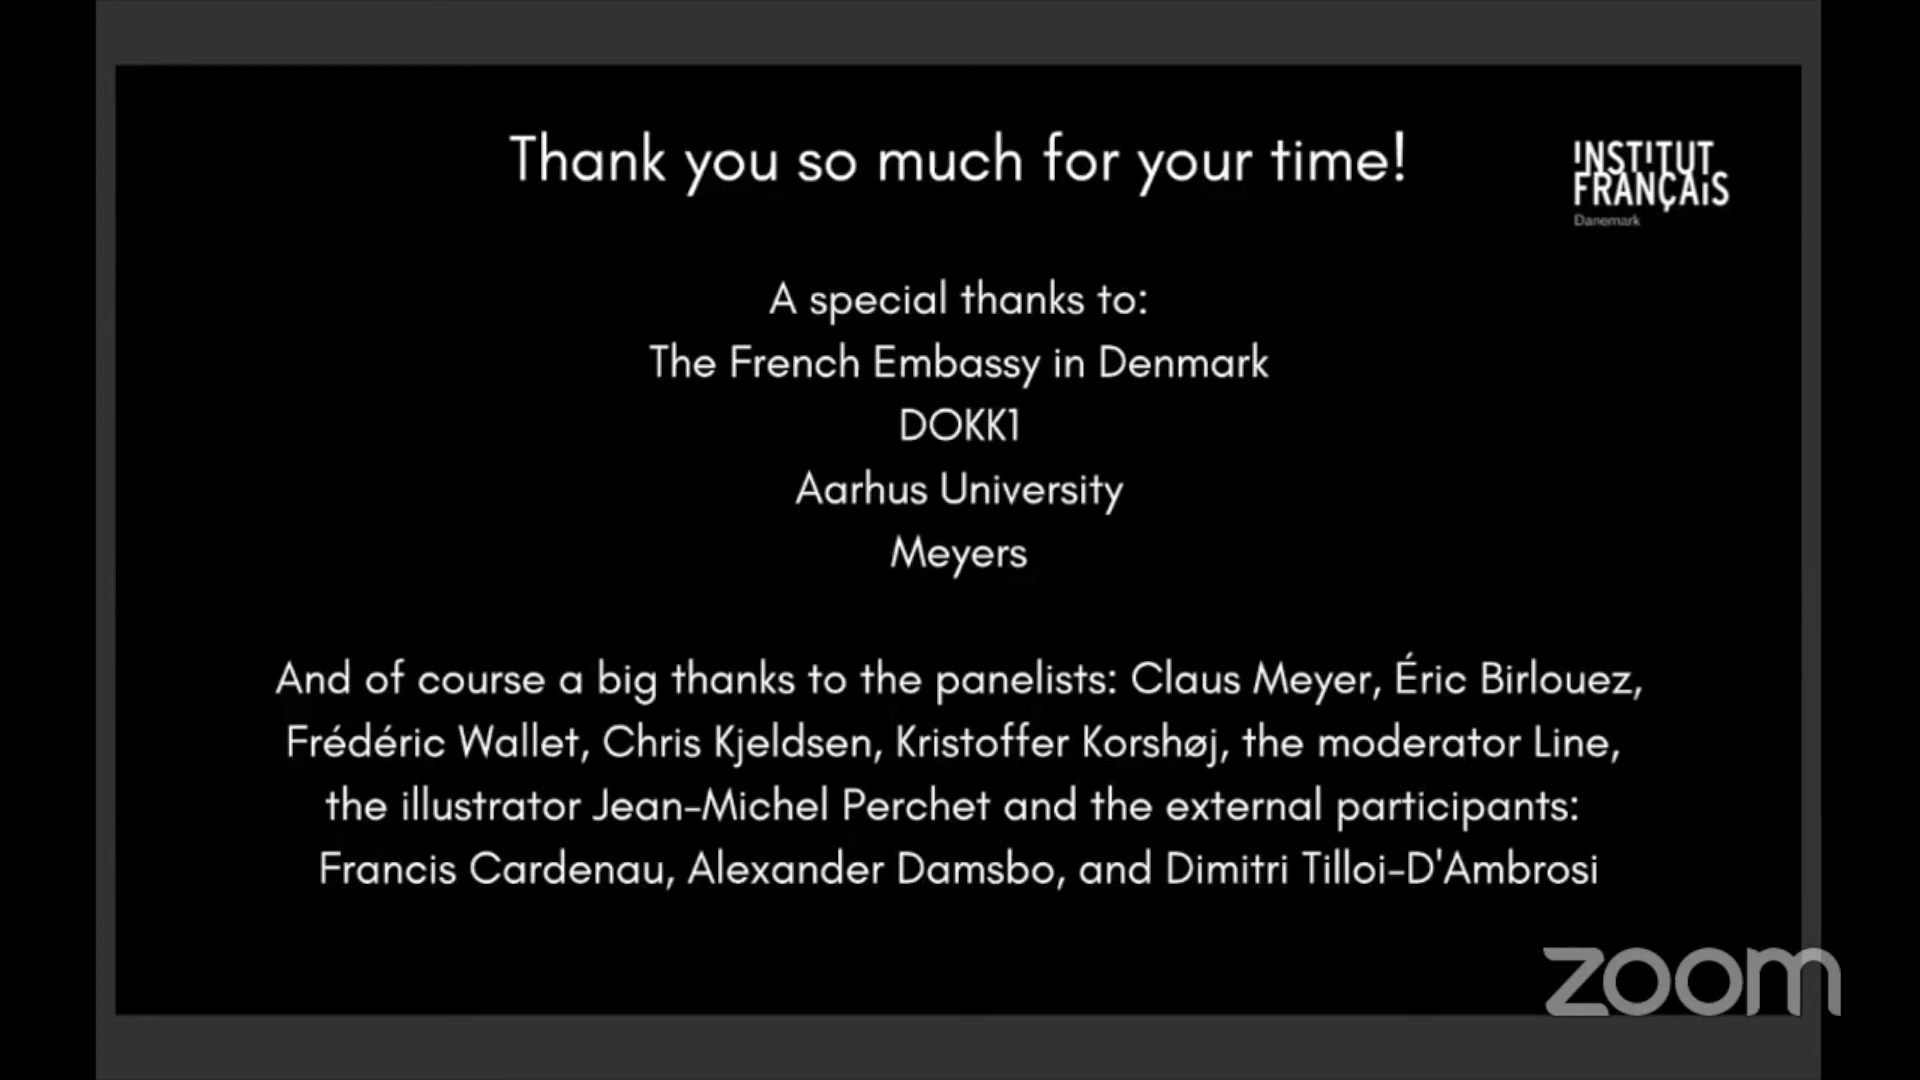 Thank you so much for your time!
INSTITUT
FRANÇAIS
Danemark
A special thanks to:
The French Embassy in Denmark
DOKK1
Aarhus University
Meyers
And of course a big thanks to the panelists: Claus Meyer, Éric Birlouez,
Frédéric Wallet, Chris Kjeldsen, Kristoffer Korshøj, the moderator Line,
the illustrator Jean-Michel Perchet and the external participants:
Francis Cardenau, Alexander Damsbo, and Dimitri Tilloi-D'Ambrosi
zoom